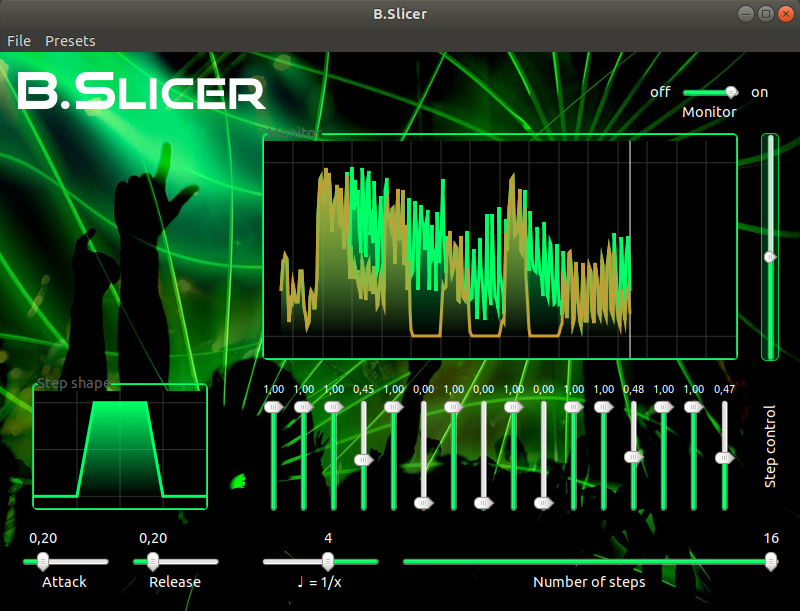 B.Slicer
File Presets
B.SLICER
off on
Monitor
Monitor
Step shape
1,00 1,00 1,00 0,45 1,00 0,00 1,00 0,00 1,00 0,00 1,00 1,00 0,48 1,00 1,00 0,47
Step control
0,20 0,20 4 16
Attack Release ♩ = 1/x Number of steps